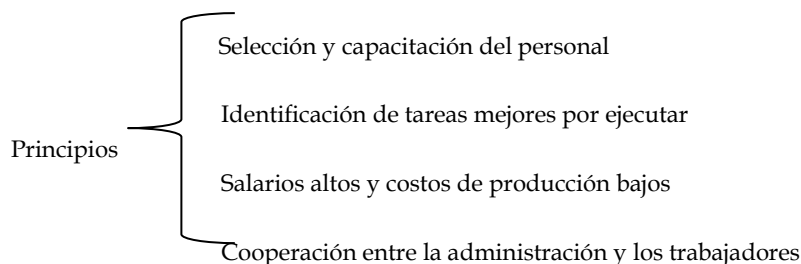 Principios
Selección y capacitación del personal
Identificación de tareas mejores por ejecutar
Salarios altos y costos de producción bajos
Cooperación entre la administración y los trabajadores